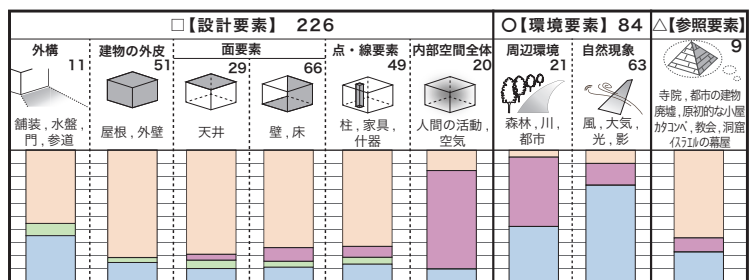 □【設計要素】 226
○【環境要素】 84
△【参照要素】
9
外構
11
建物の外皮
51
面要素
29
66
点・線要素
49
内部空間全体
20
周辺環境
21
自然現象
63
舗装,水盤,
門,参道
屋根,外壁
天井
壁,床
柱,家具,
什器
人間の活動,
空気
森林,川,
都市
風,大気,
光,影
寺院,都市の建物
廃墟,原初的な小屋
カタコンベ,教会,洞窟
イスラエルの幕屋